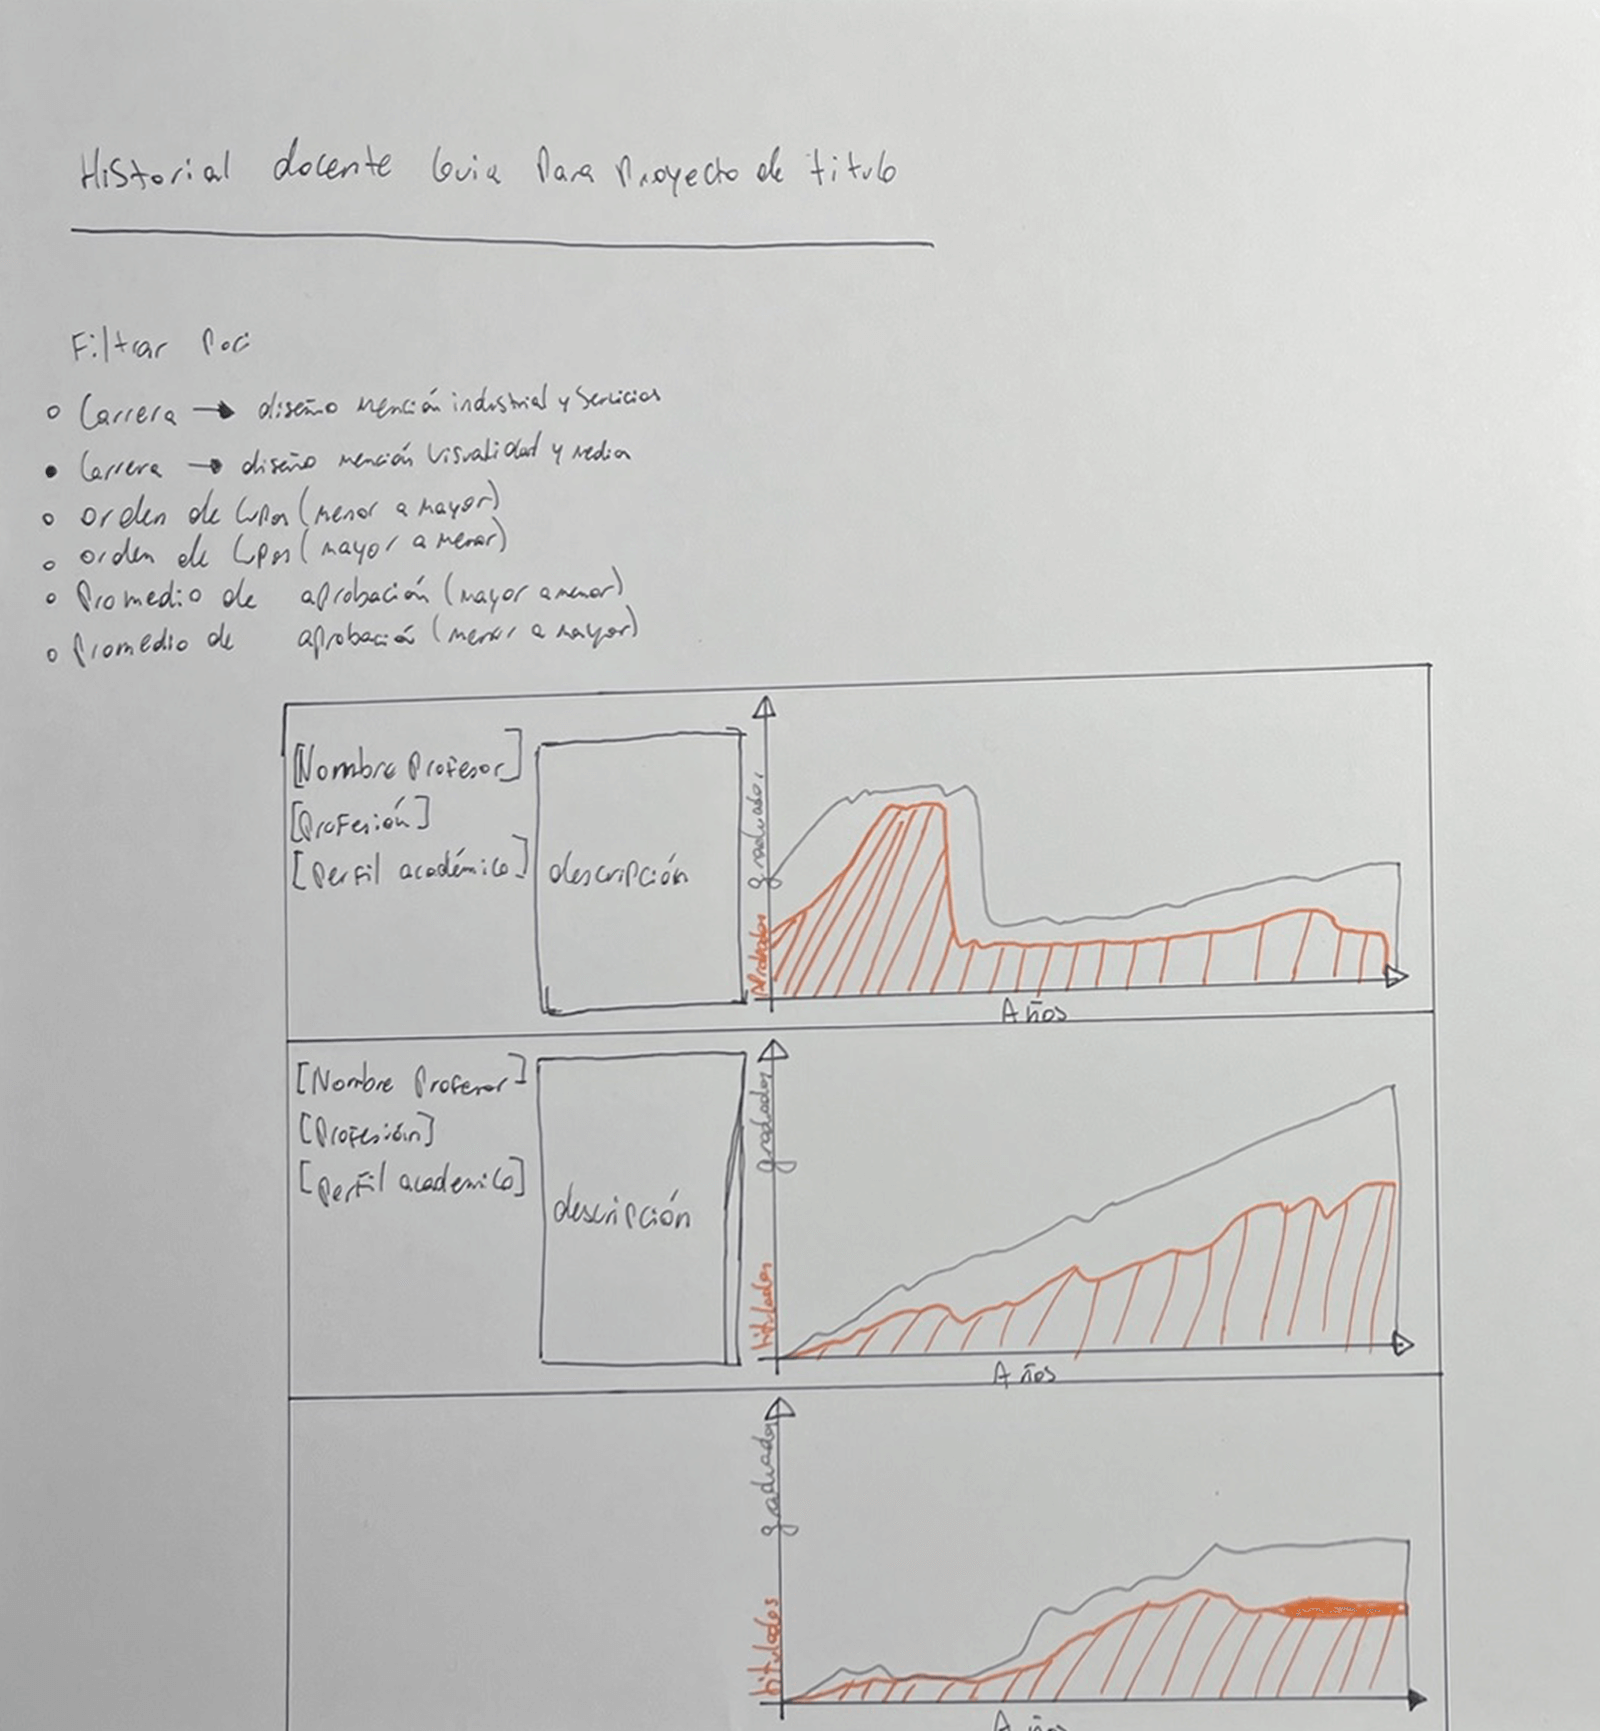 Historial docente Guia Para Proyecto de titulo
Filtrar Por:
Carrera → diseño mención industrial y Servicios
Carrera → diseño mención Visualidad y Media
orden de Cupos (menor a mayor)
orden de Cupos (mayor a menor)
Promedio de aprobación (mayor a menor)
Promedio de aprobación (menor a mayor)
[Nombre Profesor]
[Profesión]
[Perfil académico]
descripción
graduados
Años
[Nombre Profesor]
[Profesión]
[Perfil academico]
descripción
graduados
titulados
Años
graduados
titulados
Años